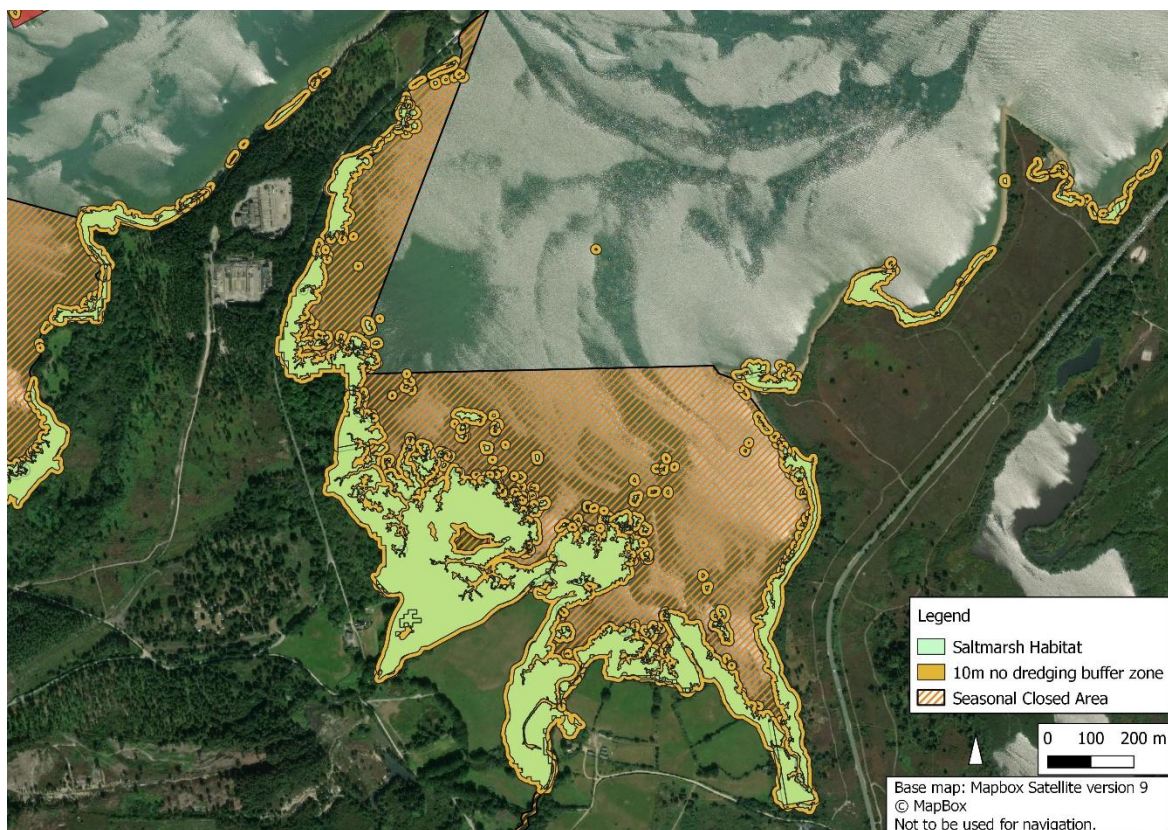 Legend
Saltmarsh Habitat
10m no dredging buffer zone
Seasonal Closed Area
0 100 200 m
Base map: Mapbox Satellite version 9
© MapBox
Not to be used for navigation.